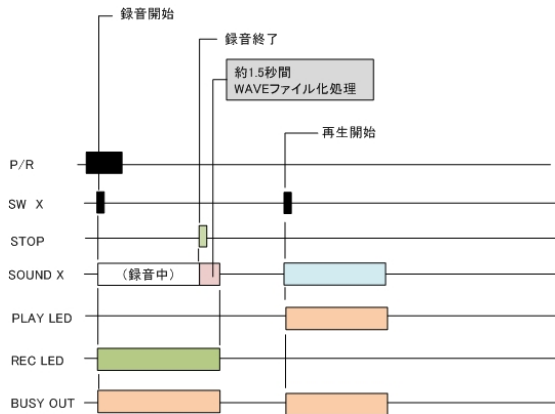 録音開始
録音終了
約1.5秒間
WAVEファイル化処理
再生開始
P/R
SW X
STOP
SOUND X
(録音中)
PLAY LED
REC LED
BUSY OUT